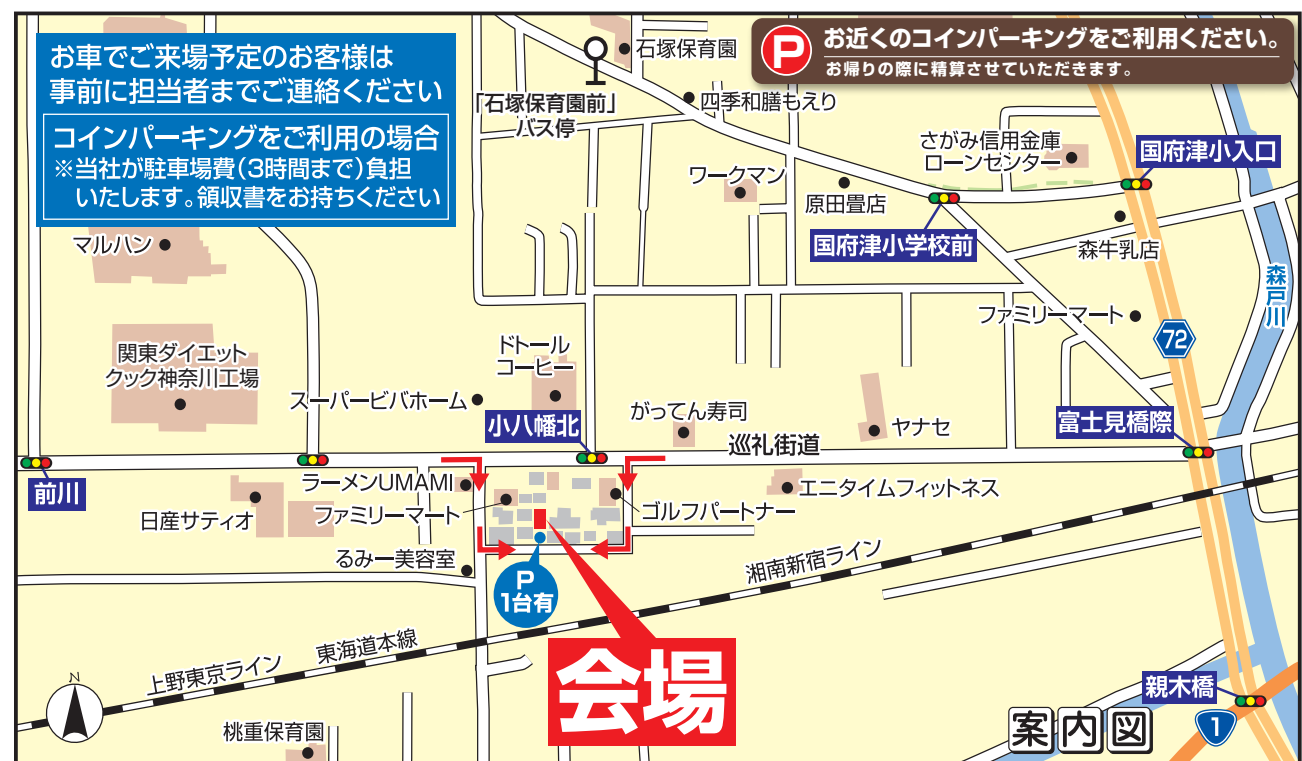 お車でご来場予定のお客様は
事前に担当者までご連絡ください
コインパーキングをご利用の場合
※当社が駐車場費(3時間まで)負担
いたします。領収書をお持ちください
P
お近くのコインパーキングをご利用ください。
お帰りの際に精算させていただきます。
石塚保育園
「石塚保育園前」
バス停
四季和膳もえり
さがみ信用金庫
ローンセンター
国府津小入口
ワークマン
原田畳店
国府津小学校前
森牛乳店
マルハン
森戸川
ファミリーマート
72
関東ダイエット
クック神奈川工場
ドトール
コーヒー
スーパービバホーム
小八幡北
がってん寿司
ヤナセ
富士見橋際
巡礼街道
前川
ラーメンUMAMI
ファミリーマート
日産サティオ
ゴルフパートナー
エニタイムフィットネス
るみー美容室
P
1台有
湘南新宿ライン
東海道本線
上野東京ライン
会場
N
親木橋
1
桃重保育園
案内図